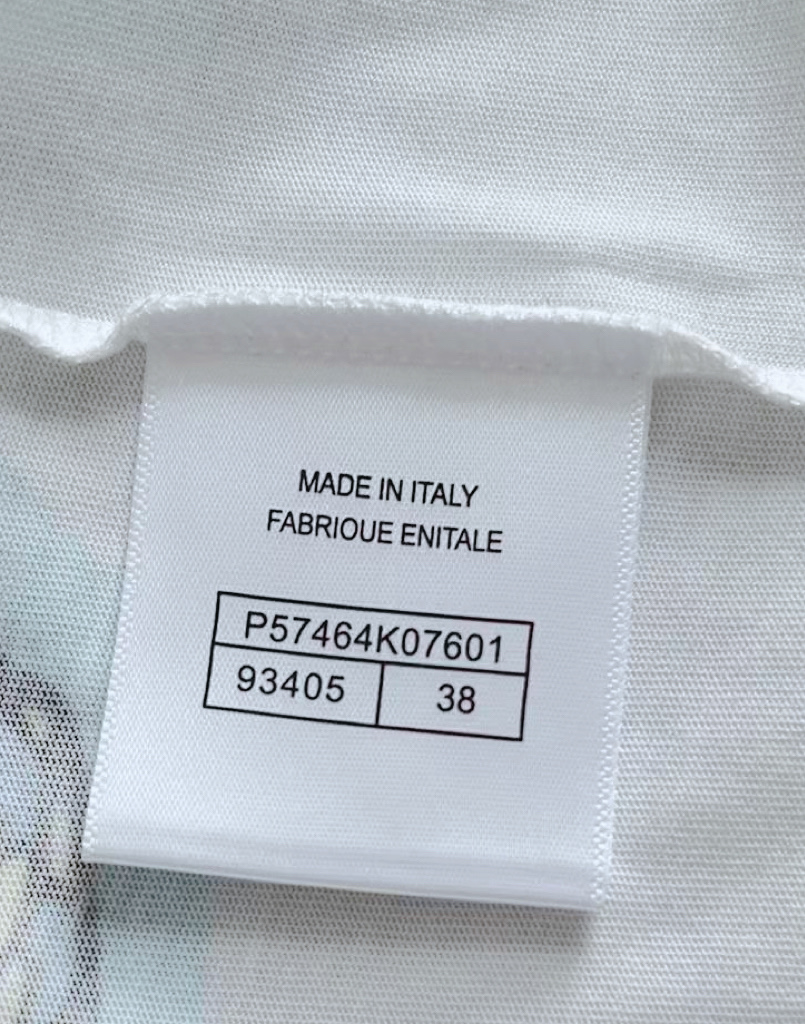 MADE IN ITALY
FABRIOUE ENITALE
P57464K07601
93405 38